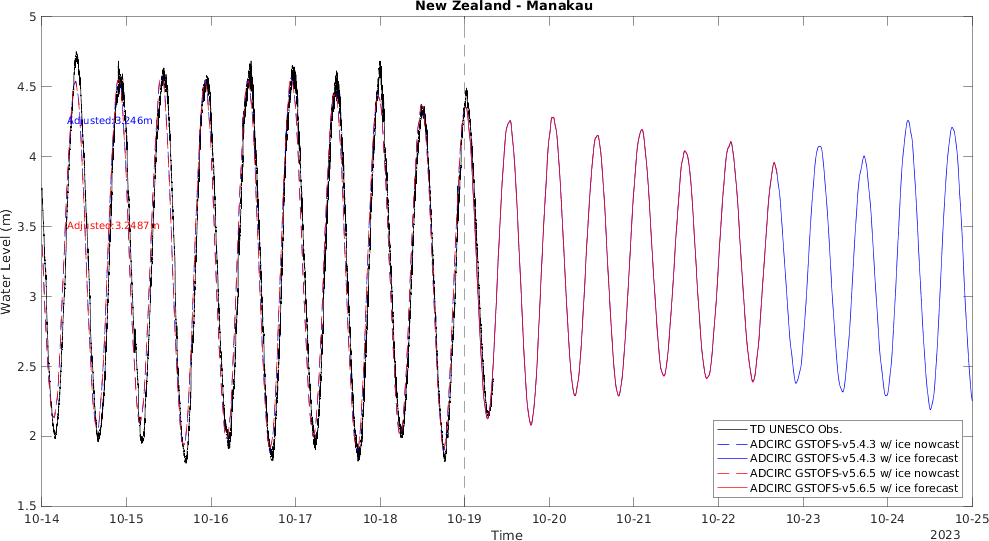 New Zealand - Manakau
5
4.5
4
3.5
3
2.5
2
1.5
Water Level (m)
Adjusted:3.246m
Adjusted:3.2487m
TD UNESCO Obs.
ADCIRC GSTOFS-v5.4.3 w/ ice nowcast
ADCIRC GSTOFS-v5.4.3 w/ ice forecast
ADCIRC GSTOFS-v5.6.5 w/ ice nowcast
ADCIRC GSTOFS-v5.6.5 w/ ice forecast
10-14 10-15 10-16 10-17 10-18 10-19 10-20 10-21 10-22 10-23 10-24 10-25
Time
2023